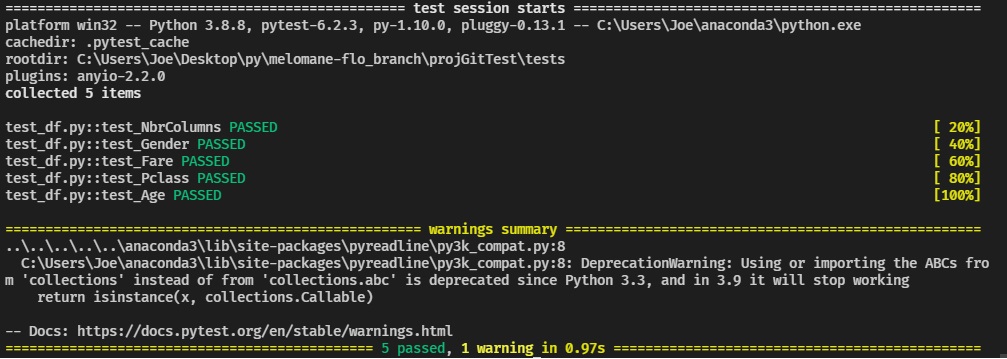 ================================================== test session starts ==================================================
platform win32 -- Python 3.8.8, pytest-6.2.3, py-1.10.0, pluggy-0.13.1 -- C:\Users\Joe\anaconda3\python.exe
cachedir: .pytest_cache
rootdir: C:\Users\Joe\Desktop\py\melomane-flo_branch\projGitTest\tests
plugins: anyio-2.2.0
collected 5 items
test_df.py::test_NbrColumns PASSED [ 20%]
test_df.py::test_Gender PASSED [ 40%]
test_df.py::test_Fare PASSED [ 60%]
test_df.py::test_Pclass PASSED [ 80%]
test_df.py::test_Age PASSED [100%]
==================================================== warnings summary ===================================================
..\..\..\..\..\anaconda3\lib\site-packages\pyreadline\py3k_compat.py:8
C:\Users\Joe\anaconda3\lib\site-packages\pyreadline\py3k_compat.py:8: DeprecationWarning: Using or importing the ABCs fro
m 'collections' instead of from 'collections.abc' is deprecated since Python 3.3, and in 3.9 it will stop working
return isinstance(x, collections.Callable)
-- Docs: https://docs.pytest.org/en/stable/warnings.html
============================================== 5 passed, 1 warning in 0.97s ==============================================